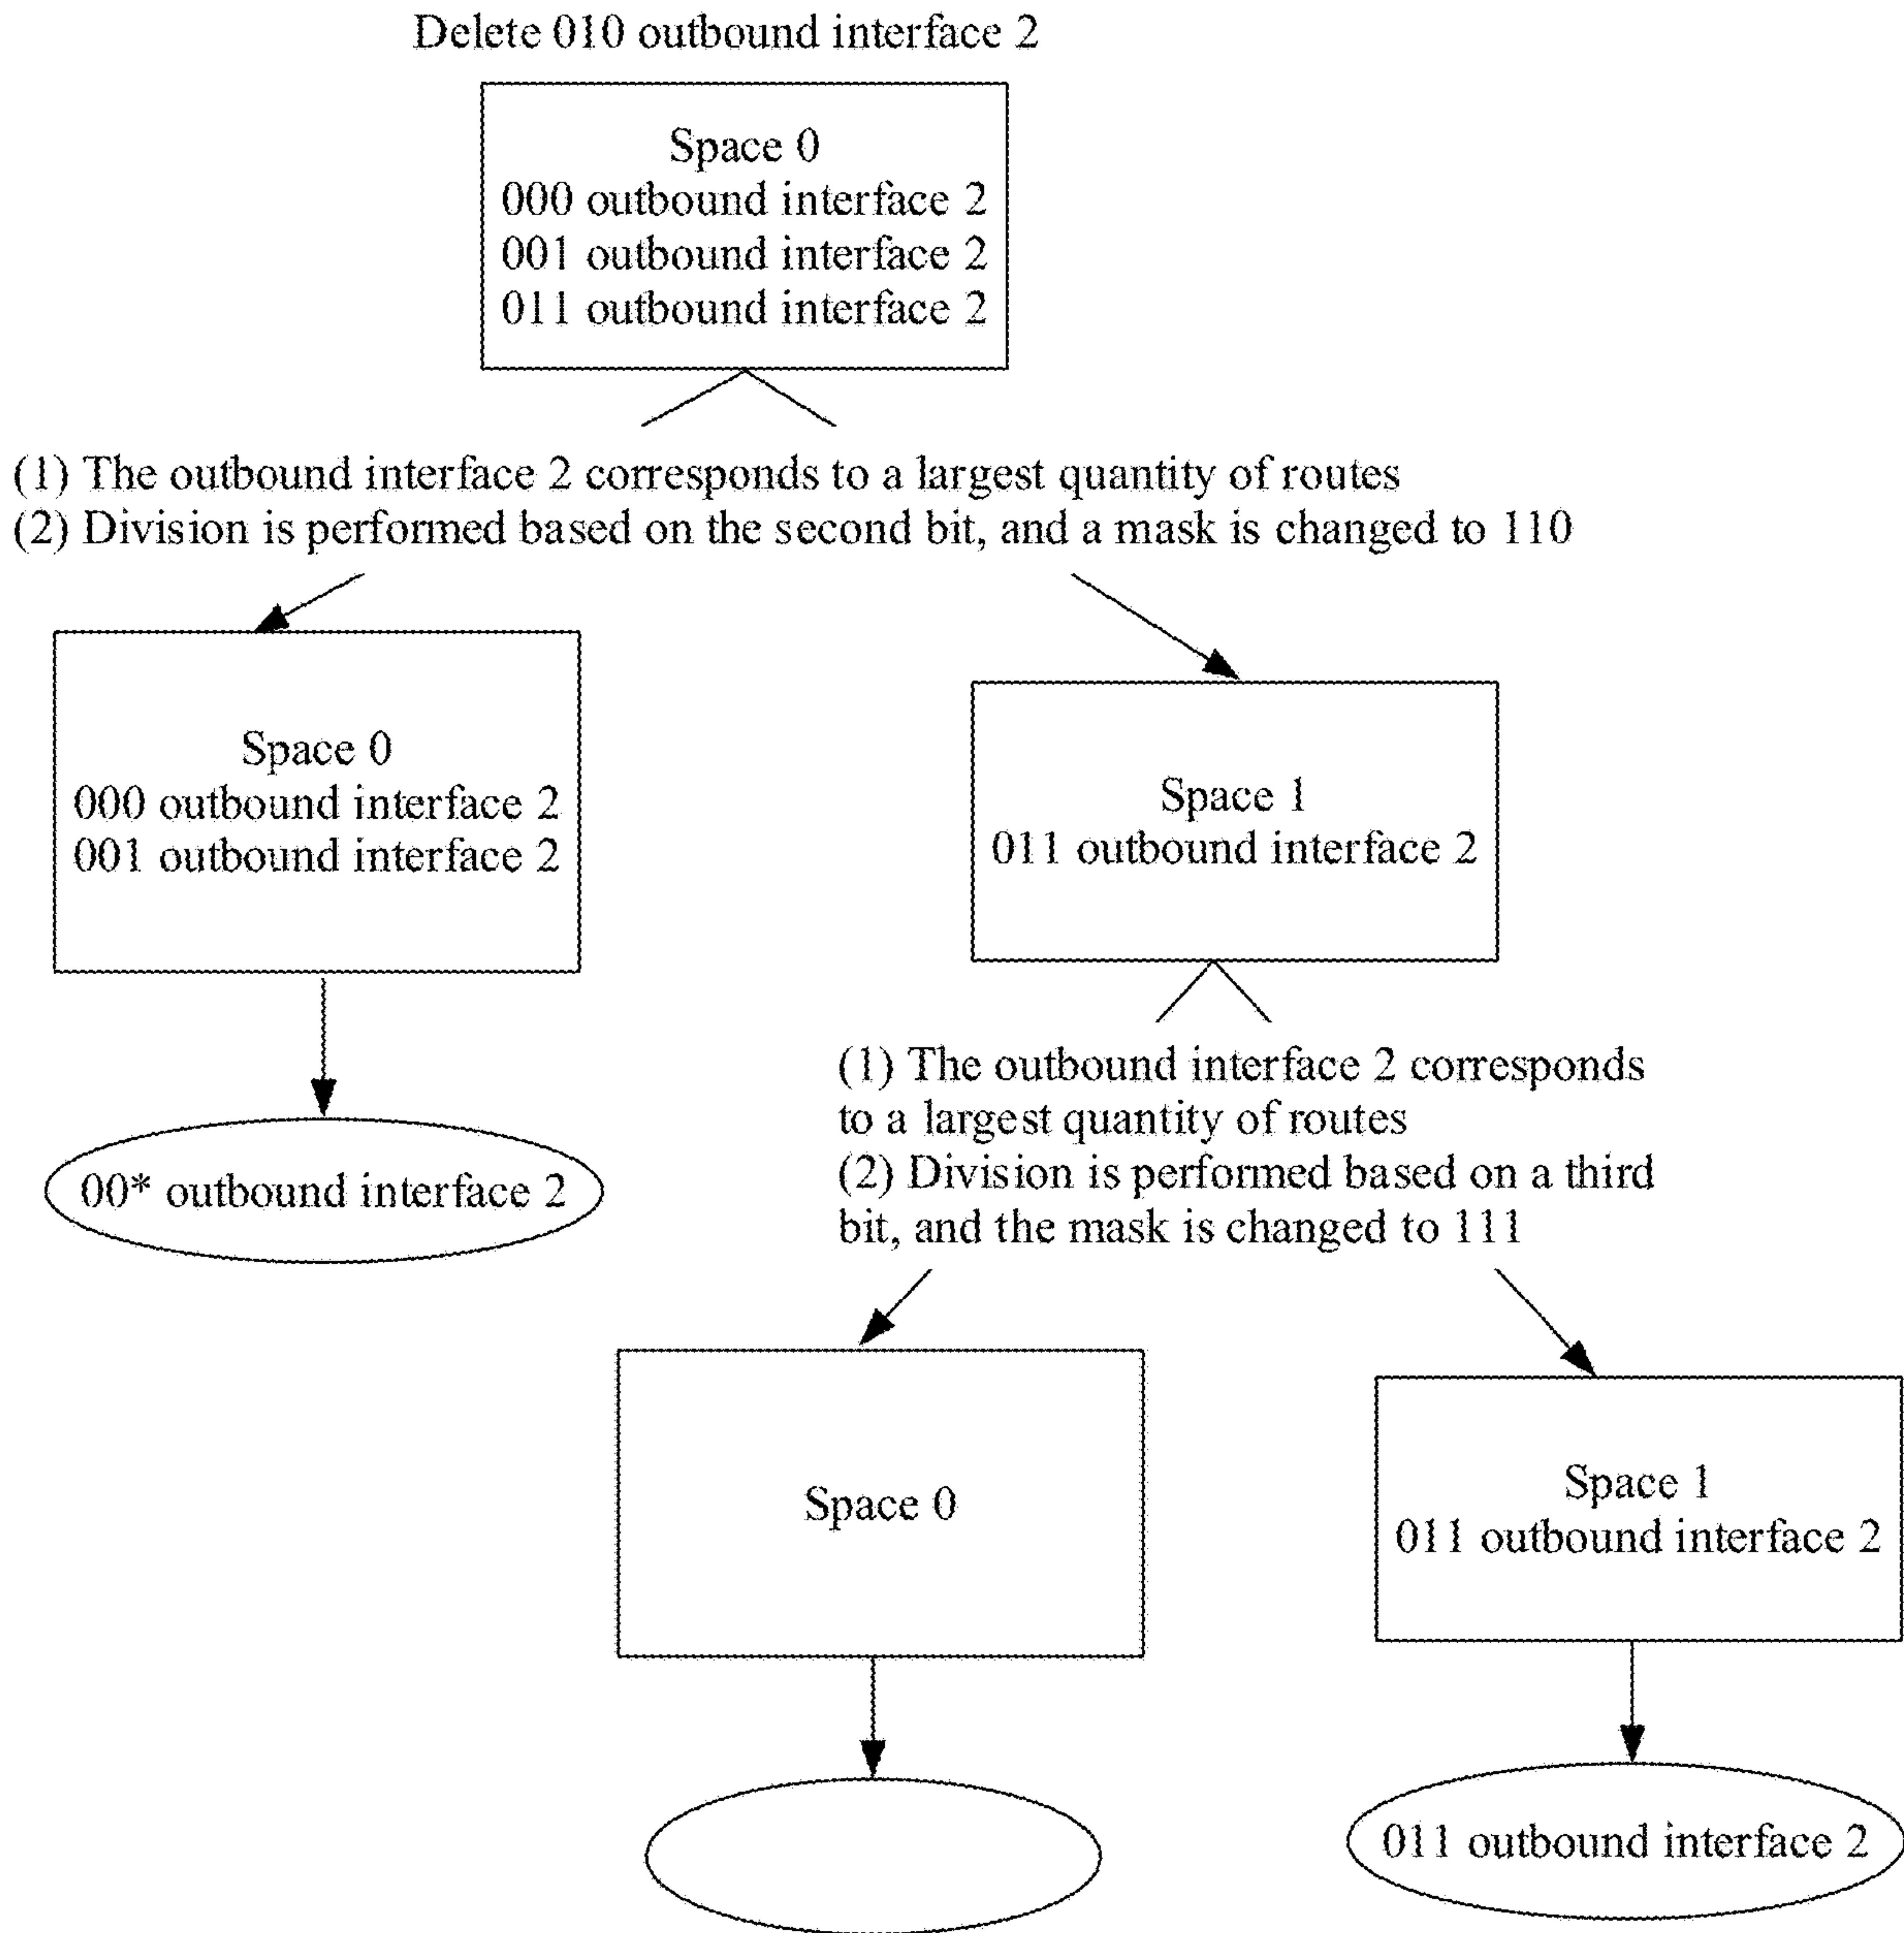 Delete 010 outbound interface 2
Space 0
000 outbound interface 2
001 outbound interface 2
011 outbound interface 2
(1) The outbound interface 2 corresponds to a largest quantity of routes
(2) Division is performed based on the second bit, and a mask is changed to 110
Space 0
000 outbound interface 2
001 outbound interface 2
Space 1
011 outbound interface 2
00* outbound interface 2
(1) The outbound interface 2 corresponds
to a largest quantity of routes
(2) Division is performed based on a third
bit, and the mask is changed to 111
Space 0
Space 1
011 outbound interface 2
011 outbound interface 2